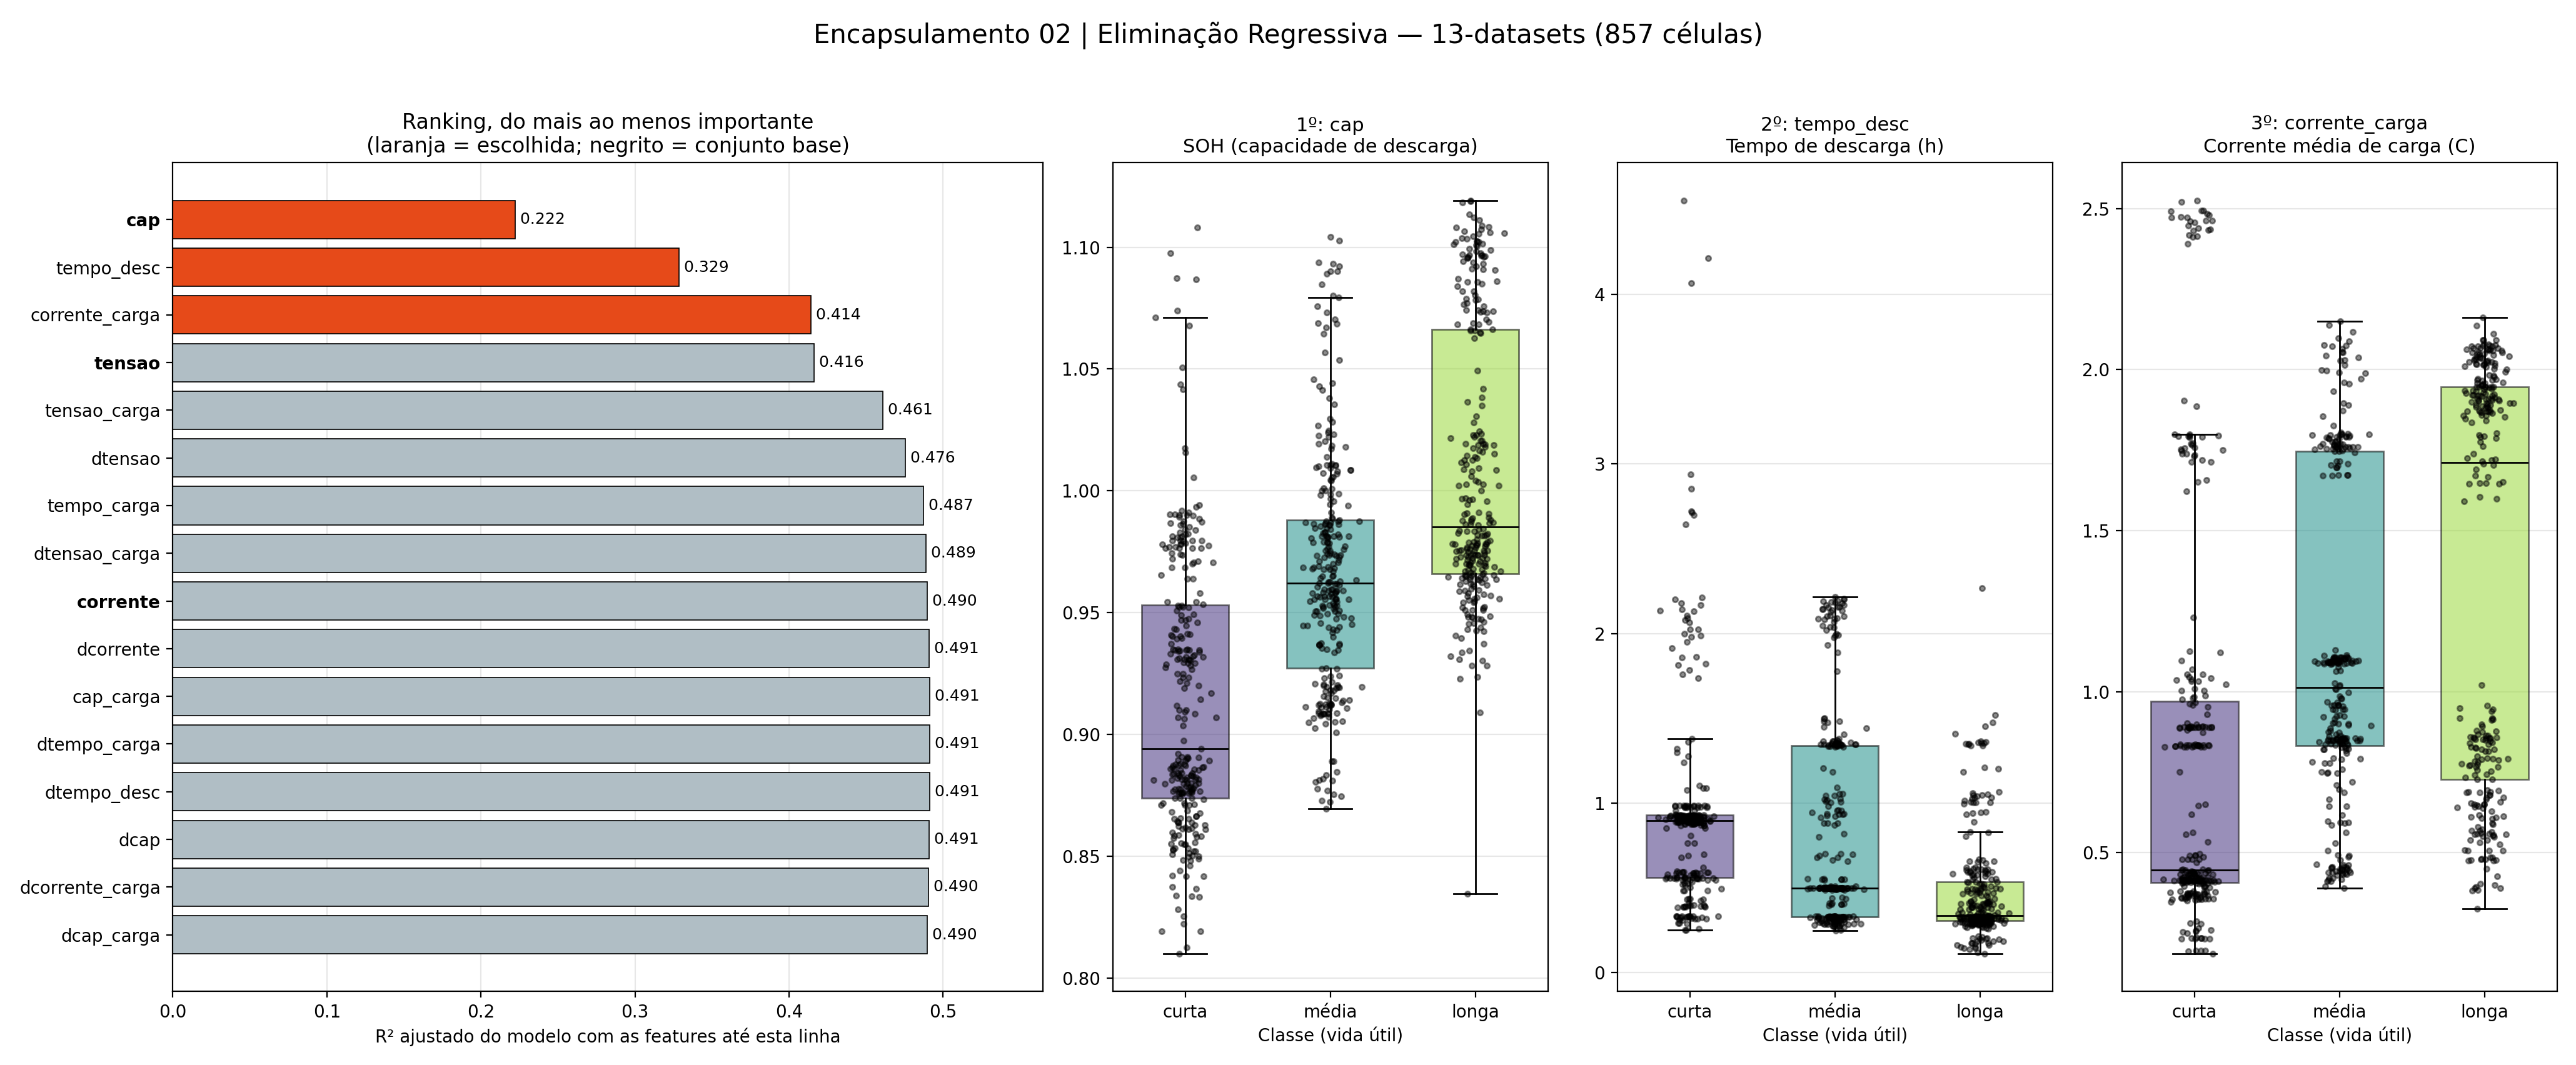 Encapsulamento 02 | Eliminação Regressiva — 13-datasets (857 células)
Ranking, do mais ao menos importante
(laranja = escolhida; negrito = conjunto base)
cap
0.222
tempo_desc
0.329
corrente_carga
0.414
tensao
0.416
tensao_carga
0.461
dtensao
0.476
tempo_carga
0.487
dtensao_carga
0.489
corrente
0.490
dcorrente
0.491
cap_carga
0.491
dtempo_carga
0.491
dtempo_desc
0.491
dcap
0.491
dcorrente_carga
0.490
dcap_carga
0.490
0.0 0.1 0.2 0.3 0.4 0.5
R² ajustado do modelo com as features até esta linha
1º: cap
SOH (capacidade de descarga)
1.10
1.05
1.00
0.95
0.90
0.85
0.80
curta média longa
Classe (vida útil)
2º: tempo_desc
Tempo de descarga (h)
4
3
2
1
0
curta média longa
Classe (vida útil)
3º: corrente_carga
Corrente média de carga (C)
2.5
2.0
1.5
1.0
0.5
curta média longa
Classe (vida útil)